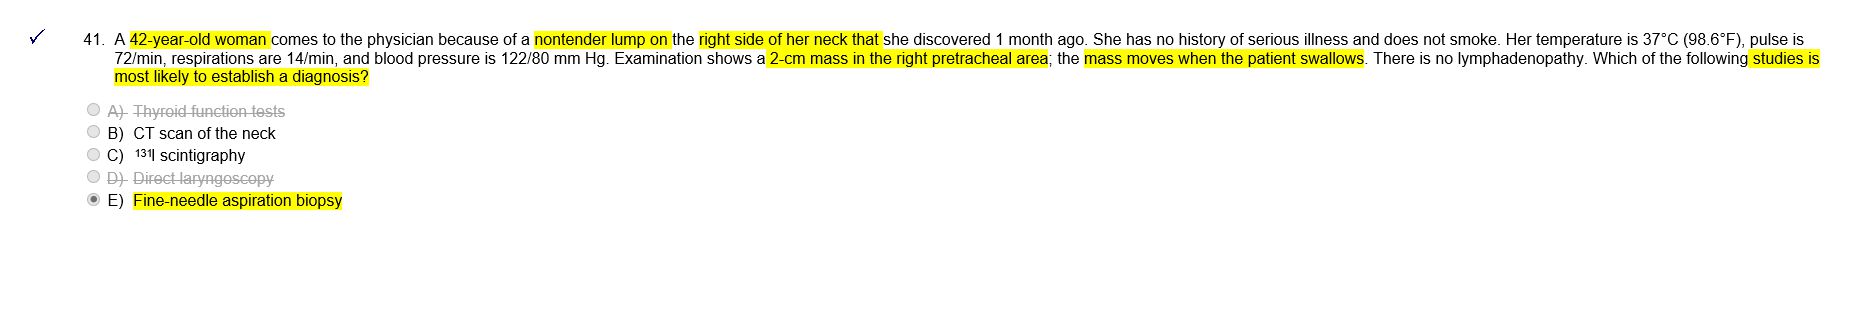 41. A 42-year-old woman comes to the physician because of a nontender lump on the right side of her neck that she discovered 1 month ago. She has no history of serious illness and does not smoke. Her temperature is 37°C (98.6°F), pulse is
72/min, respirations are 14/min, and blood pressure is 122/80 mm Hg. Examination shows a 2-cm mass in the right pretracheal area; the mass moves when the patient swallows. There is no lymphadenopathy. Which of the following studies is
most likely to establish a diagnosis?
A) Thyroid function tests
B) CT scan of the neck
C) ¹³¹I scintigraphy
D) Direct laryngoscopy
E) Fine-needle aspiration biopsy